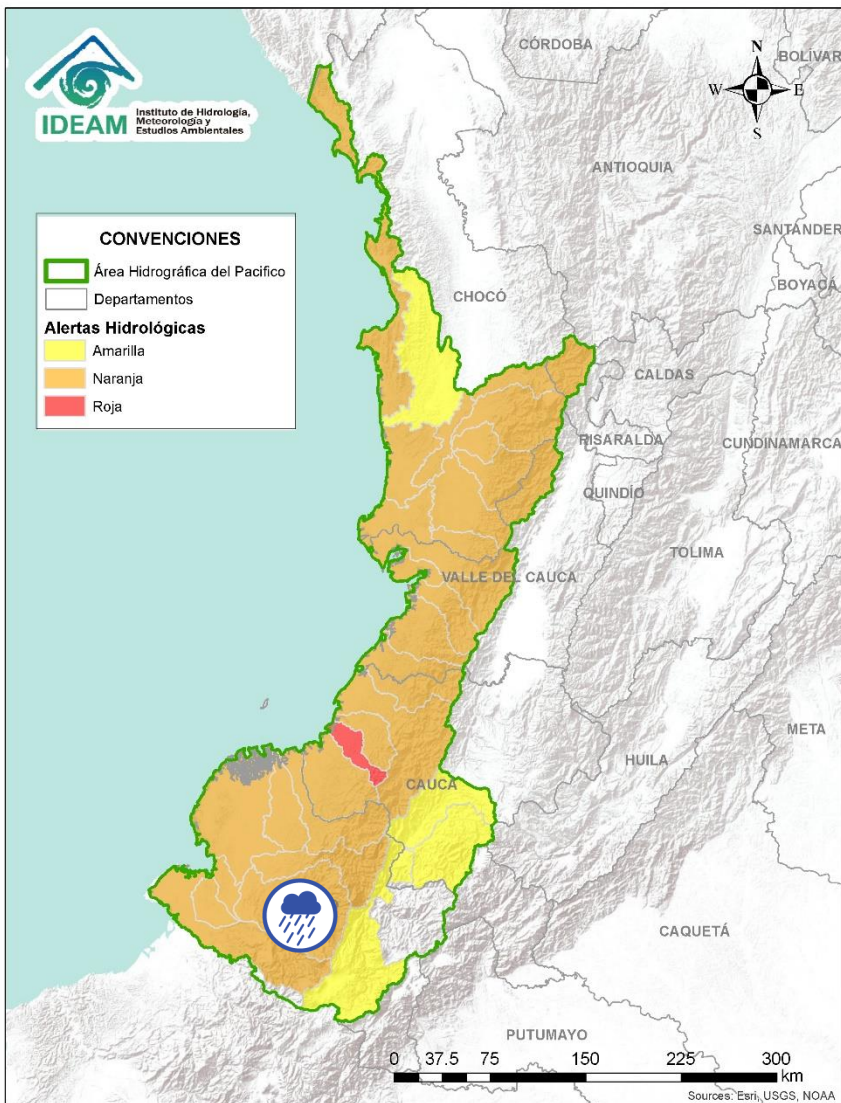 IDEAM
Instituto de Hidrología,
Meteorología y
Estudios Ambientales
N
W
E
S
CÓRDOBA
BOLÍVAR
ANTIOQUIA
SANTANDER
BOYACÁ
CHOCÓ
CALDAS
RISARALDA
CUNDINAMARCA
QUINDÍO
TOLIMA
VALLE DEL CAUCA
META
HUILA
CAUCA
CAQUETÁ
PUTUMAYO
CONVENCIONES
Área Hidrográfica del Pacifico
Departamentos
Alertas Hidrológicas
Amarilla
Naranja
Roja
0 37.5 75 150 225 300
km
Sources: Esri, USGS, NOAA